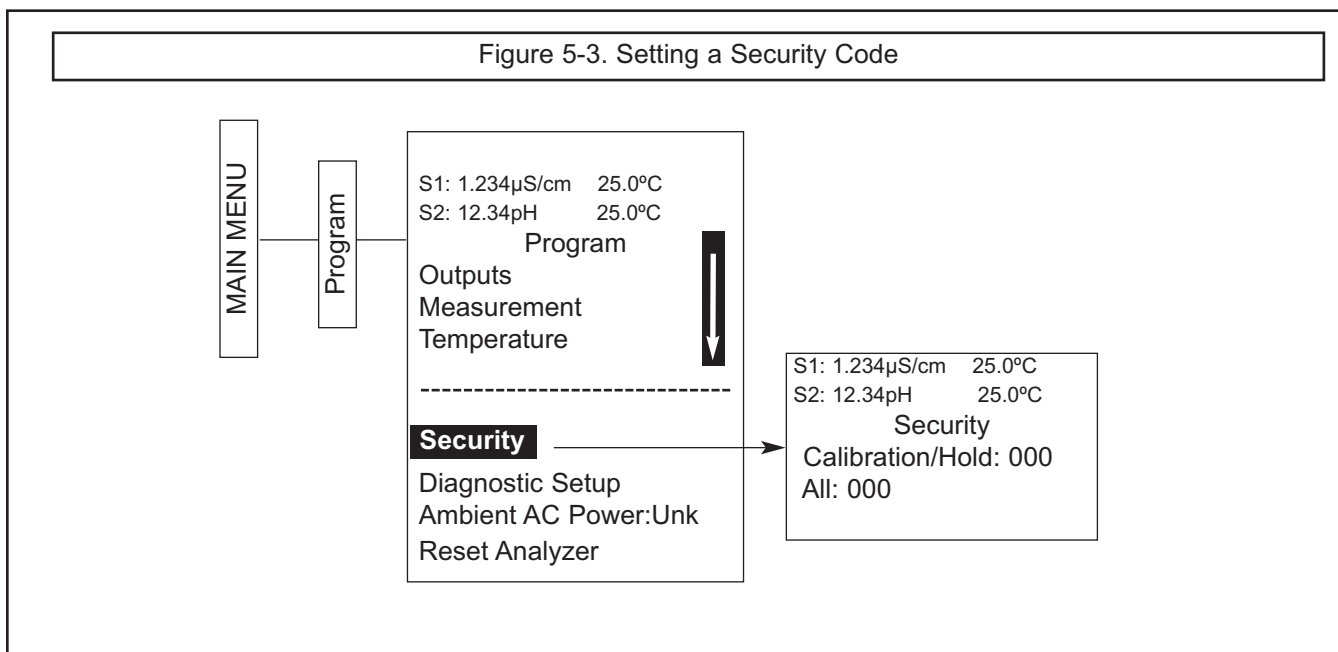 Figure 5-3. Setting a Security Code
MAIN MENU
Program
S1: 1.234µS/cm 25.0ºC
S2: 12.34pH 25.0ºC
Program
Outputs
Measurement
Temperature
Security
Diagnostic Setup
Ambient AC Power:Unk
Reset Analyzer
S1: 1.234µS/cm 25.0ºC
S2: 12.34pH 25.0ºC
Security
Calibration/Hold: 000
All: 000